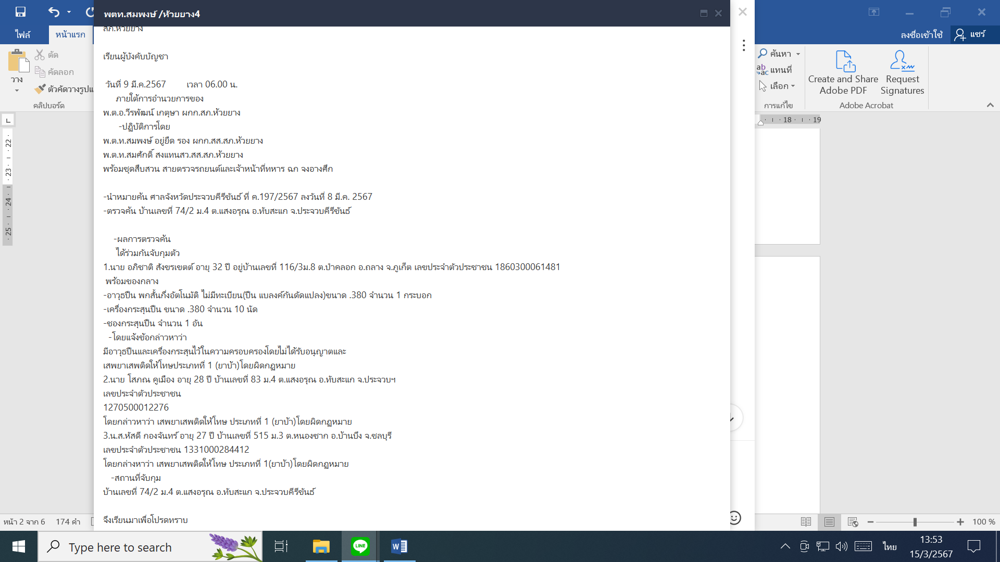 พตท.สมพงษ์ /ห้วยยาง4
ไฟล์
หน้าแรก
ลงชื่อเข้าใช้
แชร์
วาง
ตัด
คัดลอก
ตัวคัดวางรูปแ
คลิปบอร์ด
ค้นหา
แทนที่
เลือก
การแก้ไข
Create and Share
Adobe PDF
Request
Signatures
Adobe Acrobat
18 19
22
23
24
25
สภ.ห้วยยาง
เรียนผู้บังคับบัญชา
วันที่ 9 มี.ค.2567 เวลา 06.00 น.
ภายใต้การอำนวยการของ
พ.ต.อ.วีรพัฒน์ เกตุษา ผกก.สภ.ห้วยยาง
-ปฏิบัติการโดย
พ.ต.ท.สมพงษ์ อยู่ยืด รอง ผกก.สส.สภ.ห้วยยาง
พ.ต.ท.สมศักดิ์ สงแทนสว.สส.สภ.ห้วยยาง
พร้อมชุดสืบสวน สายตรวจรถยนต์และเจ้าหน้าที่ทหาร ฉก จงอางศึก
-นำหมายค้น ศาลจังหวัดประจวบคีรีขันธ์ ที่ ค.197/2567 ลงวันที่ 8 มี.ค. 2567
-ตรวจค้น บ้านเลขที่ 74/2 ม.4 ต.แสงอรุณ อ.ทับสะแก จ.ประจวบคีรีขันธ์
-ผลการตรวจค้น
ได้ร่วมกันจับกุมตัว
1.นาย อภิชาติ สังขรเขตต์ อายุ 32 ปี อยู่บ้านเลขที่ 116/3ม.8 ต.ป่าคลอก อ.ถลาง จ.ภูเก็ต เลขประจำตัวประชาชน 1860300061481
พร้อมของกลาง
-อาวุธปืน พกสั้นกึ่งอัตโนมัติ ไม่มีทะเบียน(ปืน แบลงค์กันดัดแปลง)ขนาด .380 จำนวน 1 กระบอก
-เครื่องกระสุนปืน ขนาด .380 จำนวน 10 นัด
-ซองกระสุนปืน จำนวน 1 อัน
-โดยแจ้งข้อกล่าวหาว่า
มีอาวุธปืนและเครื่องกระสุนไว้ในความครอบครองโดยไม่ได้รับอนุญาตและ
เสพยาเสพติดให้โทษประเภทที่ 1 (ยาบ้า)โดยผิดกฎหมาย
2.นาย โสภณ คูเมือง อายุ 28 ปี บ้านเลขที่ 83 ม.4 ต.แสงอรุณ อ.ทับสะแก จ.ประจวบฯ
เลขประจำตัวประชาชน
1270500012276
โดยกล่าวหาว่า เสพยาเสพติดให้โทษ ประเภทที่ 1 (ยาบ้า)โดยผิดกฎหมาย
3.น.ส.หัสดี กองจันทร์ อายุ 27 ปี บ้านเลขที่ 515 ม.3 ต.หนองซาก อ.บ้านบึง จ.ชลบุรี
เลขประจำตัวประชาชน 1331000284412
โดยกล่างหาว่า เสพยาเสพติดให้โทษ ประเภทที่ 1(ยาบ้า)โดยผิดกฎหมาย
-สถานที่จับกุม
บ้านเลขที่ 74/2 ม.4 ต.แสงอรุณ อ.ทับสะแก จ.ประจวบคีรีขันธ์
จึงเรียนมาเพื่อโปรดทราบ
หน้า 2 จาก 6 174 คำ
100 %
Type here to search
LINE
ไทย
13:53
15/3/2567